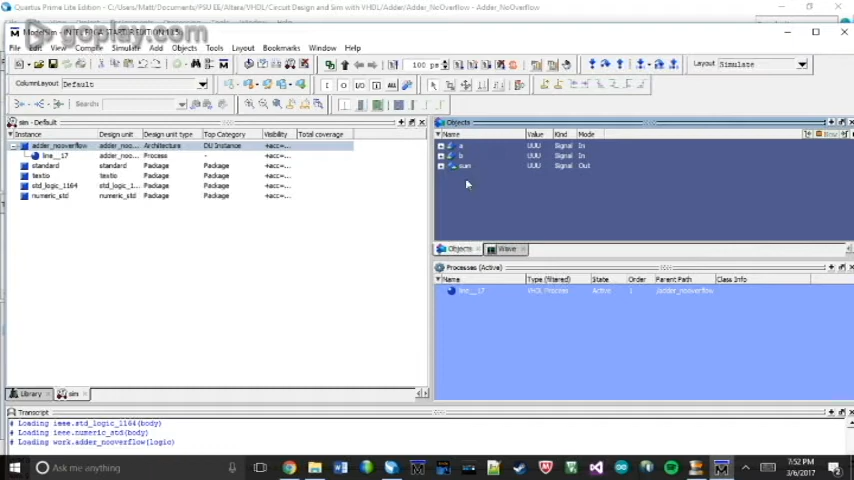 Quartus Prime Lite Edition - C:/Users/Matt/Documents/PSU EE/Altera/VHDL/Circuit Design and Sim with VHDL/Adder/Adder_NoOverflow - Adder_NoOverflow
goplay.com
ModelSim - INTEL FPGA STARTER EDITION 10.5
File Edit View Compile Simulate Add Objects Tools Layout Bookmarks Window Help
100 ps
Layout Simulate
ColumnLayout Default
Search:
sim - Default
Instance Design unit Design unit type Top Category Visibility Total coverage
adder_nooverflow adder_noo... Architecture DU Instance +acc=...
line__17 adder_noo... Process - +acc=...
standard standard Package Package +acc=...
textio textio Package Package +acc=...
std_logic_1164 std_logic_1... Package Package +acc=...
numeric_std numeric_std Package Package +acc=...
Objects
Name Value Kind Mode
a UUU Signal In
b UUU Signal In
sum UUU Signal Out
Objects Wave
Processes (Active)
Name Type (filtered) State Order Parent Path Class Info
line__17 VHDL Process Active 1 /adder_nooverflow
Library sim
Transcript
# Loading ieee.std_logic_1164(body)
# Loading ieee.numeric_std(body)
# Loading work.adder_nooverflow(logic)
Ask me anything
7:52 PM
3/6/2017